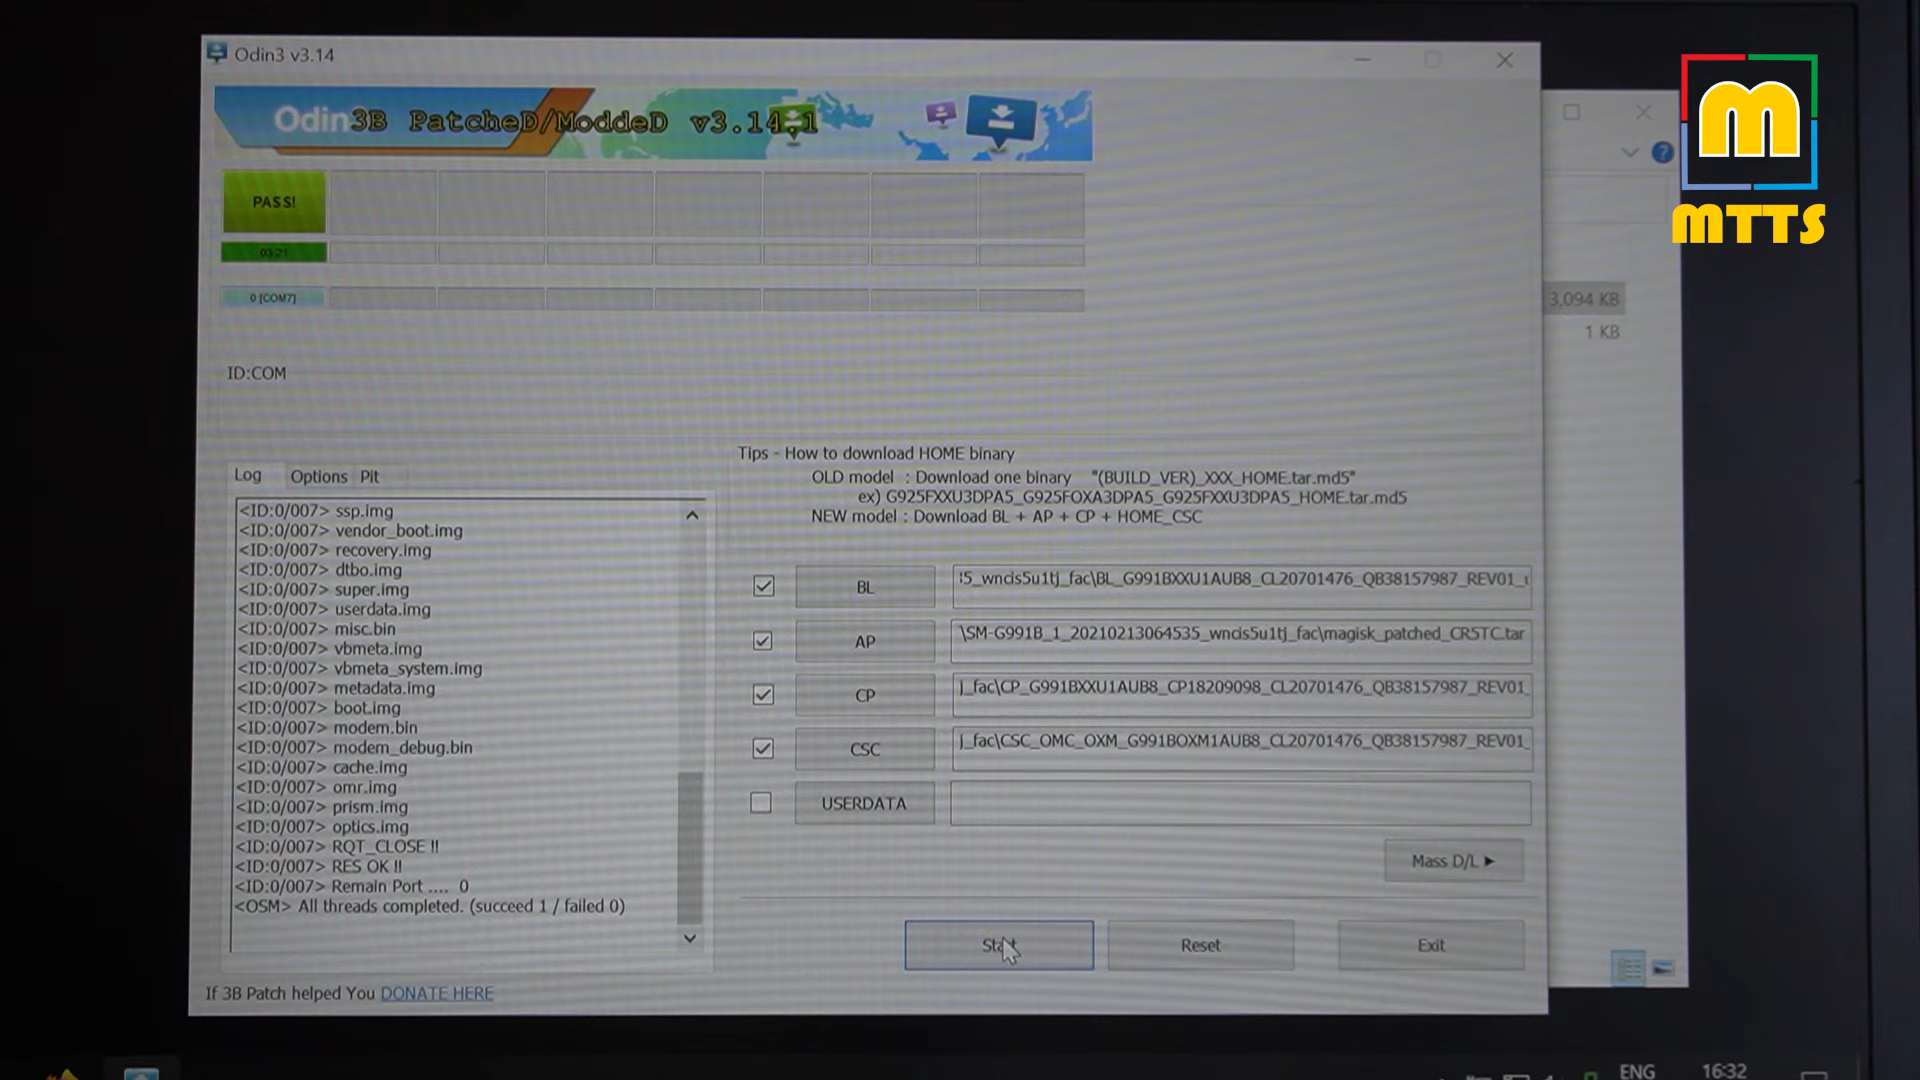 Odin3 v3.14
Odin3B PatcheD/ModdeD v3.14.1
M
MTTS
PASS!
03:21
0 [COM7]
3,094 KB
1 KB
ID:COM
Tips - How to download HOME binary
OLD model : Download one binary "(BUILD_VER)_XXX_HOME.tar.md5"
ex) G925FXXU3DPA5_G925FOXA3DPA5_G925FXXU3DPA5_HOME.tar.md5
NEW model : Download BL + AP + CP + HOME_CSC
Log Options Pit
<ID:0/007> ssp.img
<ID:0/007> vendor_boot.img
<ID:0/007> recovery.img
<ID:0/007> dtbo.img
<ID:0/007> super.img
<ID:0/007> userdata.img
<ID:0/007> misc.bin
<ID:0/007> vbmeta.img
<ID:0/007> vbmeta_system.img
<ID:0/007> metadata.img
<ID:0/007> boot.img
<ID:0/007> modem.bin
<ID:0/007> modem_debug.bin
<ID:0/007> cache.img
<ID:0/007> omr.img
<ID:0/007> prism.img
<ID:0/007> optics.img
<ID:0/007> RQT_CLOSE !!
<ID:0/007> RES OK !!
<ID:0/007> Remain Port .... 0
<OSM> All threads completed. (succeed 1 / failed 0)
BL 5_wncis5u1tj_fac\BL_G991BXXU1AUB8_CL20701476_QB38157987_REV01_
AP \SM-G991B_1_20210213064535_wncis5u1tj_fac\magisk_patched_CR5TC.tar
CP j_fac\CP_G991BXXU1AUB8_CP18209098_CL20701476_QB38157987_REV01_
CSC j_fac\CSC_OMC_OXM_G991BOXM1AUB8_CL20701476_QB38157987_REV01_
USERDATA
Mass D/L
Start Reset Exit
If 3B Patch helped You DONATE HERE
ENG 16:32